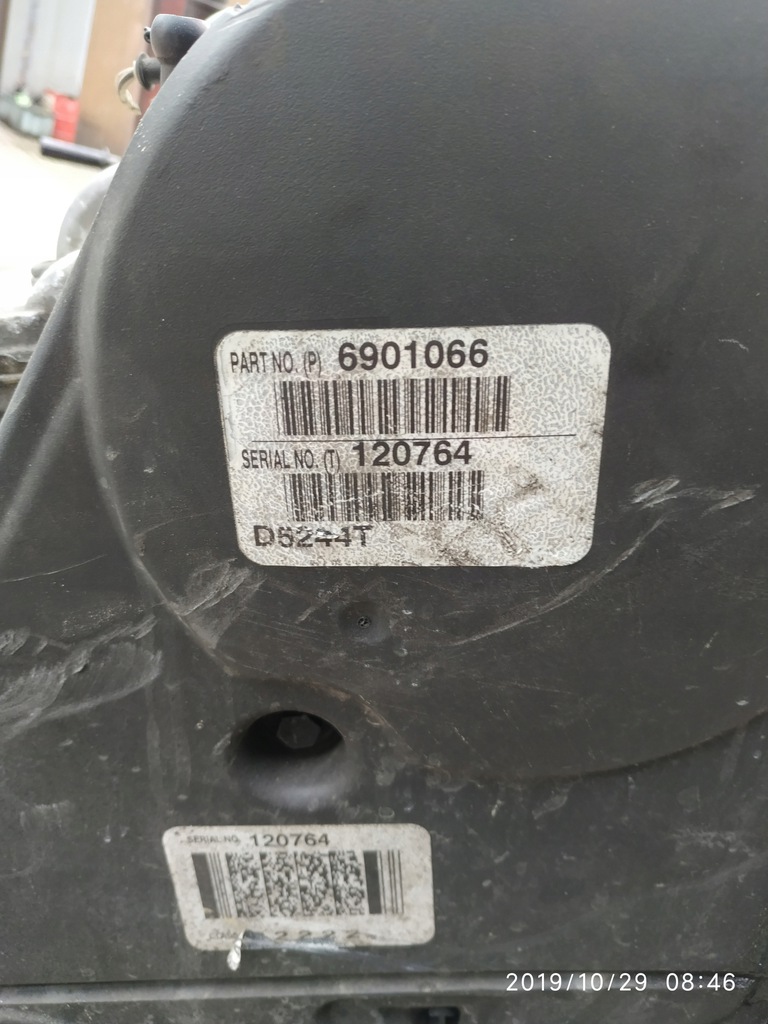 PART NO. (P) 6901066
SERIAL NO. (T) 120764
D5244T
SERIAL NO. 120764
2019/10/29 08:46